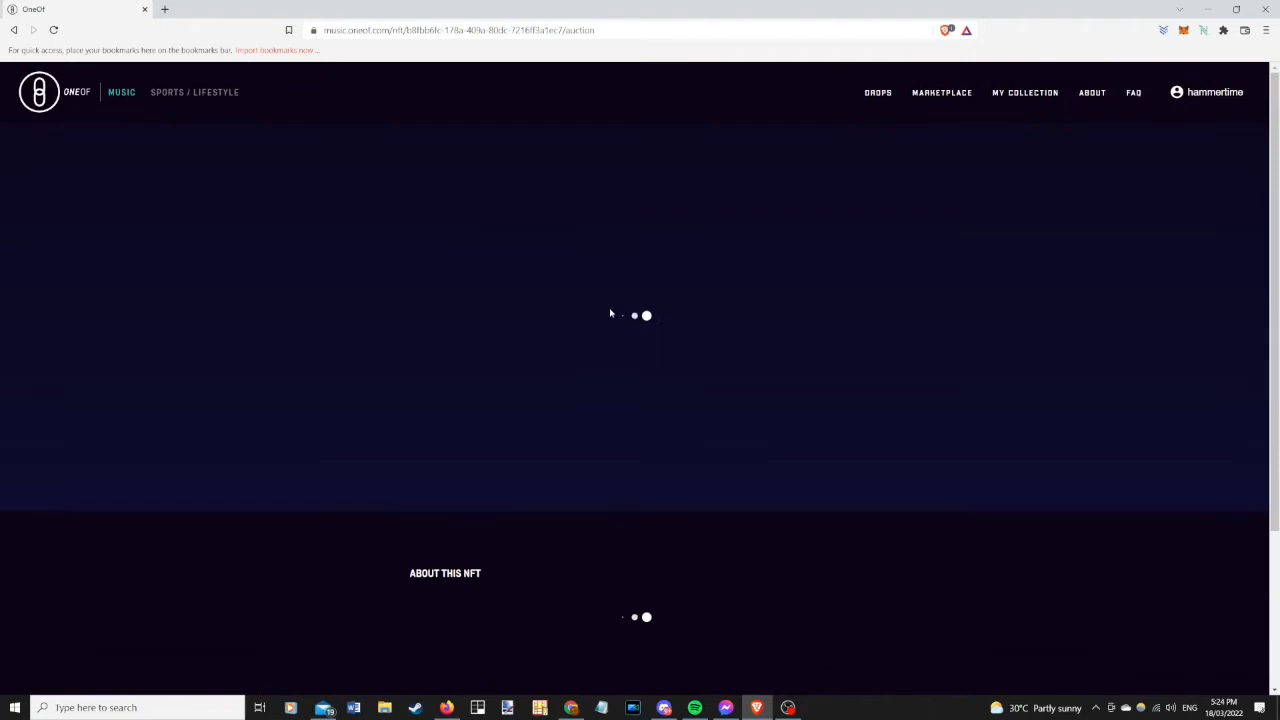 OneOf
music.oneof.com/nft/b8fbb6fc-178a-409a-80dc-7216ff3a1ec7/auction
For quick access, place your bookmarks here on the bookmarks bar. Import bookmarks now...
ONEOF MUSIC SPORTS / LIFESTYLE DROPS MARKETPLACE MY COLLECTION ABOUT FAQ hammertime
ABOUT THIS NFT
Type here to search 19 30°C Partly sunny ENG 5:24 PM
18/03/2022